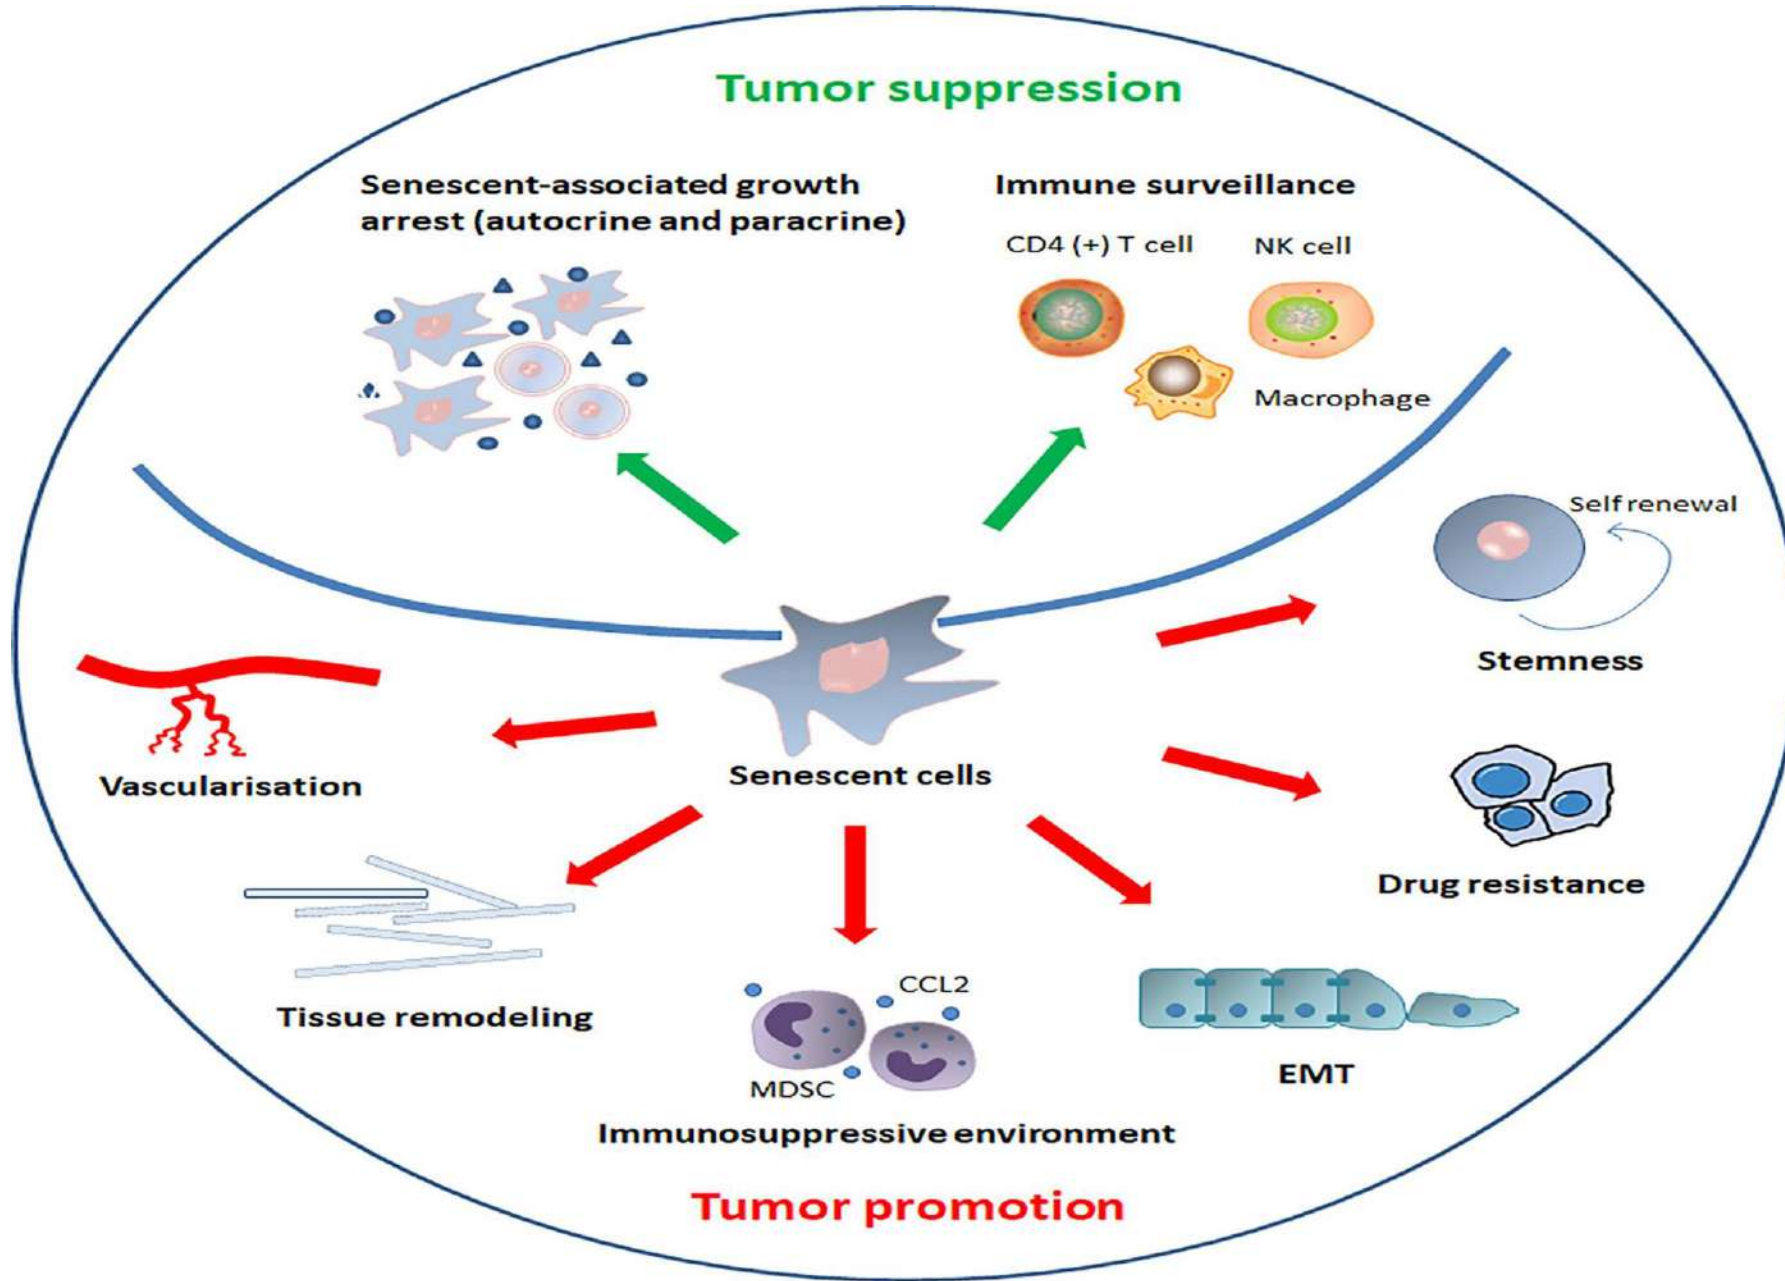 Tumor suppression
Senescent-associated growth
arrest (autocrine and paracrine)
Immune surveillance
CD4 (+) T cell
NK cell
Macrophage
Self renewal
Stemness
Vascularisation
Senescent cells
Drug resistance
Tissue remodeling
CCL2
MDSC
EMT
Immunosuppressive environment
Tumor promotion